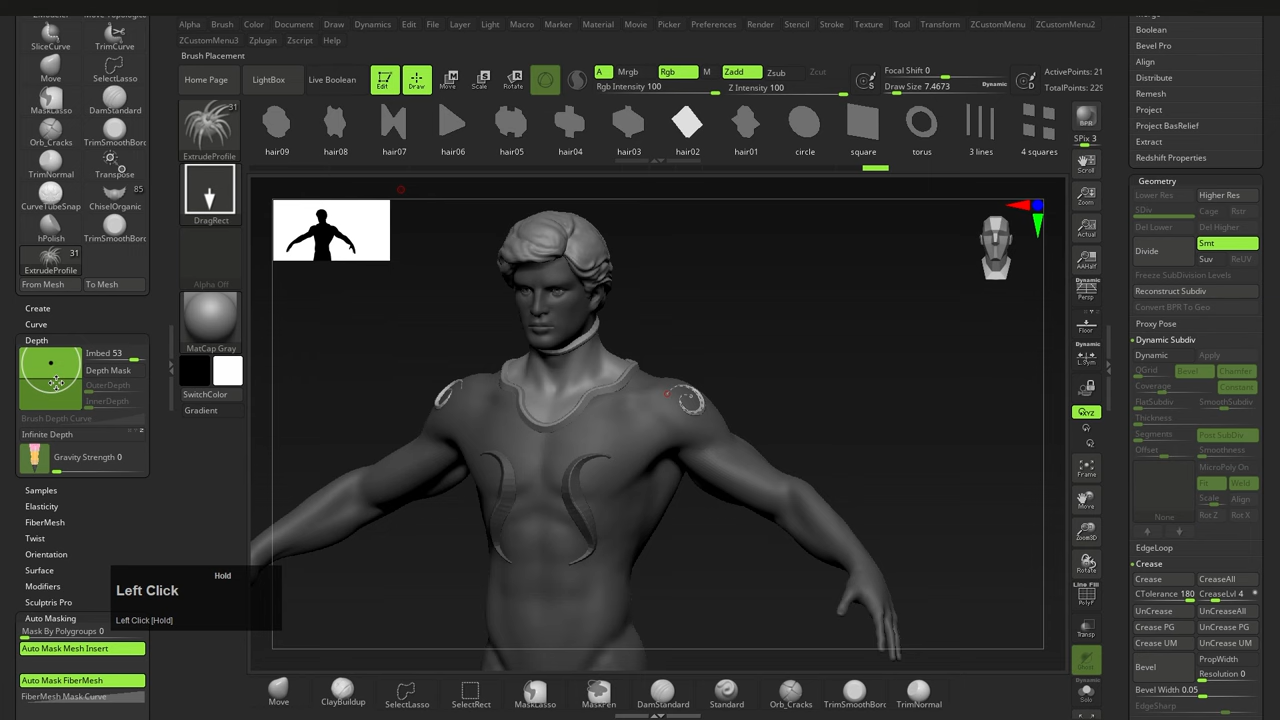 Alpha Brush Color Document Draw Dynamics Edit File Layer Light Macro Marker Material Movie Picker Preferences Render Stencil Stroke Texture Tool Transform ZCustomMenu ZCustomMenu2
ZCustomMenu3 Zplugin Zscript Help
Brush Placement
SliceCurve TrimCurve
Move SelectLasso
MaskLasso DamStandard
Orb_Cracks TrimSmoothBorc
TrimNormal Transpose
85
CurveTubeSnap ChiselOrganic
hPolish TrimSmoothBorc
31
ExtrudeProfile
From Mesh To Mesh
Create
Curve
Depth
Imbed 53
Depth Mask
OuterDepth
InnerDepth
Brush Depth Curve
Infinite Depth
Gravity Strength 0
Samples
Elasticity
FiberMesh
Twist
Orientation
Surface
Modifiers
Sculptris Pro
Auto Masking
Mask By Polygroups 0
Auto Mask Mesh Insert
Auto Mask FiberMesh
FiberMesh Mask Curve
Hold
Left Click
Left Click [Hold]
Home Page LightBox Live Boolean
Edit Draw Move Scale Rotate
A Mrgb Rgb M Zadd Zsub Zcut
Rgb Intensity 100 Z Intensity 100
S Focal Shift 0
Draw Size 7.4673 Dynamic
D ActivePoints: 21
TotalPoints: 229
31
ExtrudeProfile
DragRect
Alpha Off
MatCap Gray
SwitchColor
Gradient
hair09 hair08 hair07 hair06 hair05 hair04 hair03 hair02 hair01 circle square torus 3 lines 4 squares
BPR
SPix 3
Scroll
Zoom
Actual
AAHalf
Dynamic
Persp
Floor
Dynamic
L.Sym
XYZ
Frame
Move
Zoom3D
Rotate
Line Fill
PolyF
Transp
Ghost
Dynamic
Solo
Boolean
Bevel Pro
Align
Distribute
Remesh
Project
Project BasRelief
Extract
Redshift Properties
Geometry
Lower Res Higher Res
SDiv Cage Rstr
Del Lower Del Higher
Divide Smt
Suv ReUV
Freeze SubDivision Levels
Reconstruct Subdiv
Convert BPR To Geo
Proxy Pose
Dynamic Subdiv
Dynamic Apply
QGrid Bevel Chamfer
Coverage Constant
FlatSubdiv SmoothSubdiv
Thickness
Segments Post SubDiv
Offset Smoothness
MicroPoly On
Fit Weld
Scale Align
None Rot Z Rot X
EdgeLoop
Crease
Crease CreaseAll
CTolerance 180 CreaseLvl 4
UnCrease UnCreaseAll
Crease PG UnCrease PG
Crease UM UnCrease UM
Bevel PropWidth
Resolution 0
Bevel Width 0.05
EdgeSharp
Move ClayBuildup SelectLasso SelectRect MaskLasso MaskPen DamStandard Standard Orb_Cracks TrimSmoothBorc TrimNormal